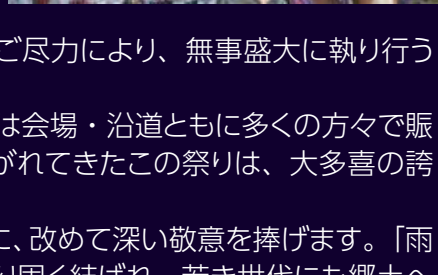 ご尽力により、無事盛大に執り行う
は会場・沿道ともに多くの方々で賑
がれてきたこの祭りは、大多喜の誇
に、改めて深い敬意を捧げます。「雨
り固く結ばれ、若き世代にも郷土へ